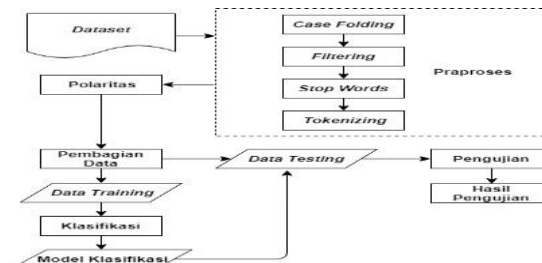 Dataset
Case Folding
Filtering
Stop Words
Tokenizing
Praproses
Polaritas
Pembagian
Data
Data Testing
Pengujian
Hasil
Pengujian
Data Training
Klasifikasi
Model Klasifikasi